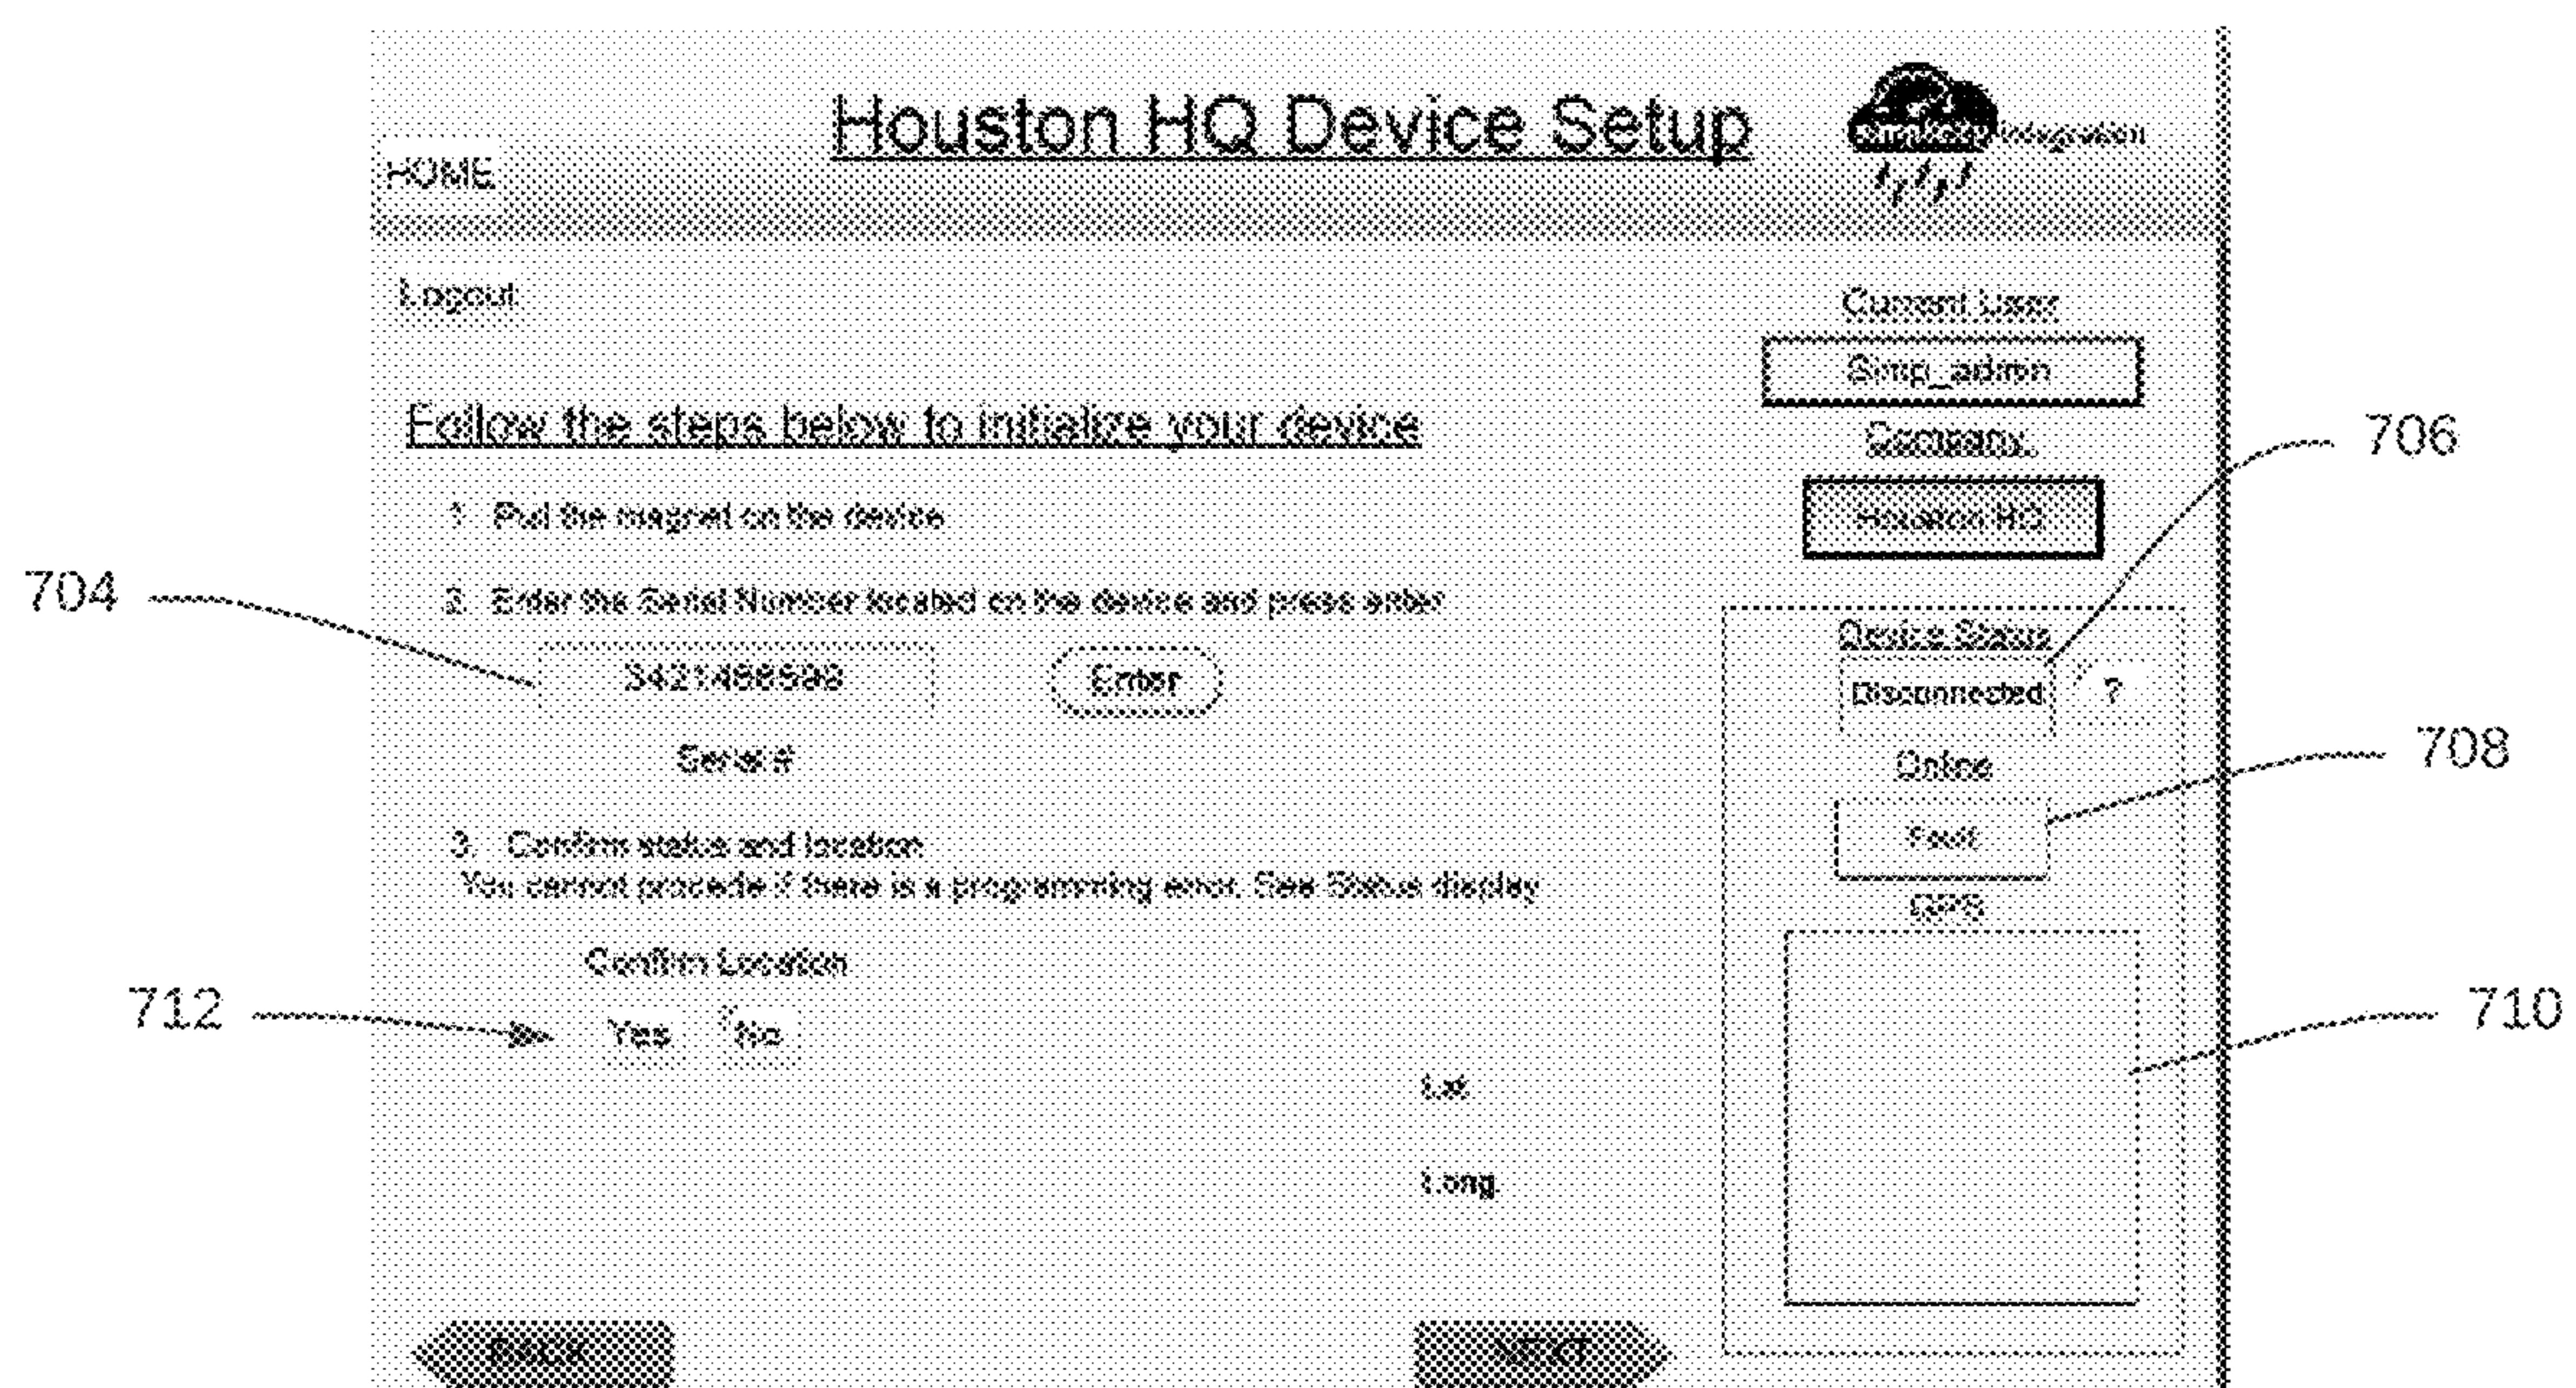 Houston HQ Device Setup
HOME
integration
Logout
Current User
Simp_admin
Follow the steps below to initialize your device
Company
Houston HQ
706
1. Pull the magnet on the device
704
2. Enter the Serial Number located on the device and press enter
Device Status
Enter
Disconnected
?
Serial #
Online
708
Fault
3. Confirm status and location
You cannot procede if there is a programming error. See Status display
GPS
Confirm Location
712
Yes
No
710
Lat.
Long.
BACK
NEXT